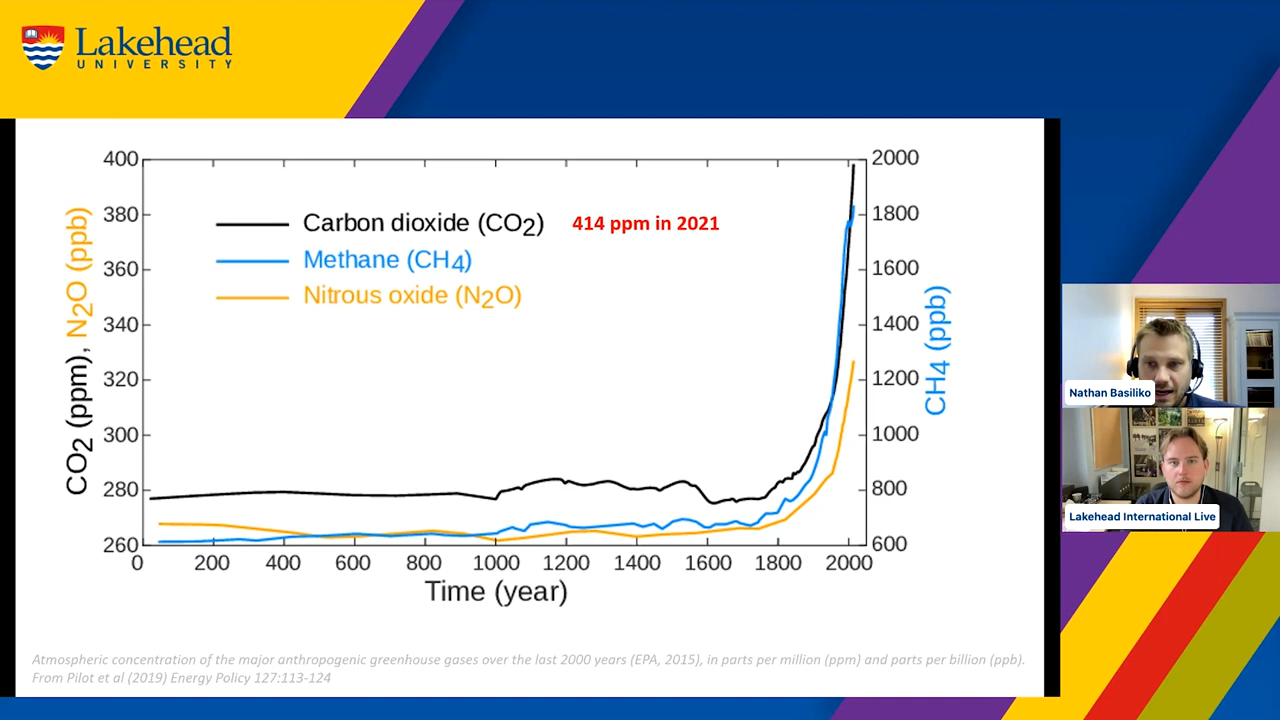 Lakehead
UNIVERSITY
400
380
360
340
320
300
280
260
CO2 (ppm), N2O (ppb)
Carbon dioxide (CO2)
414 ppm in 2021
Methane (CH4)
Nitrous oxide (N2O)
2000
1800
1600
1400
1200
1000
800
600
CH4 (ppb)
0 200 400 600 800 1000 1200 1400 1600 1800 2000
Time (year)
Atmospheric concentration of the major anthropogenic greenhouse gases over the last 2000 years (EPA, 2015), in parts per million (ppm) and parts per billion (ppb).
From Pilot et al (2019) Energy Policy 127:113-124
Nathan Basiliko
Lakehead International Live